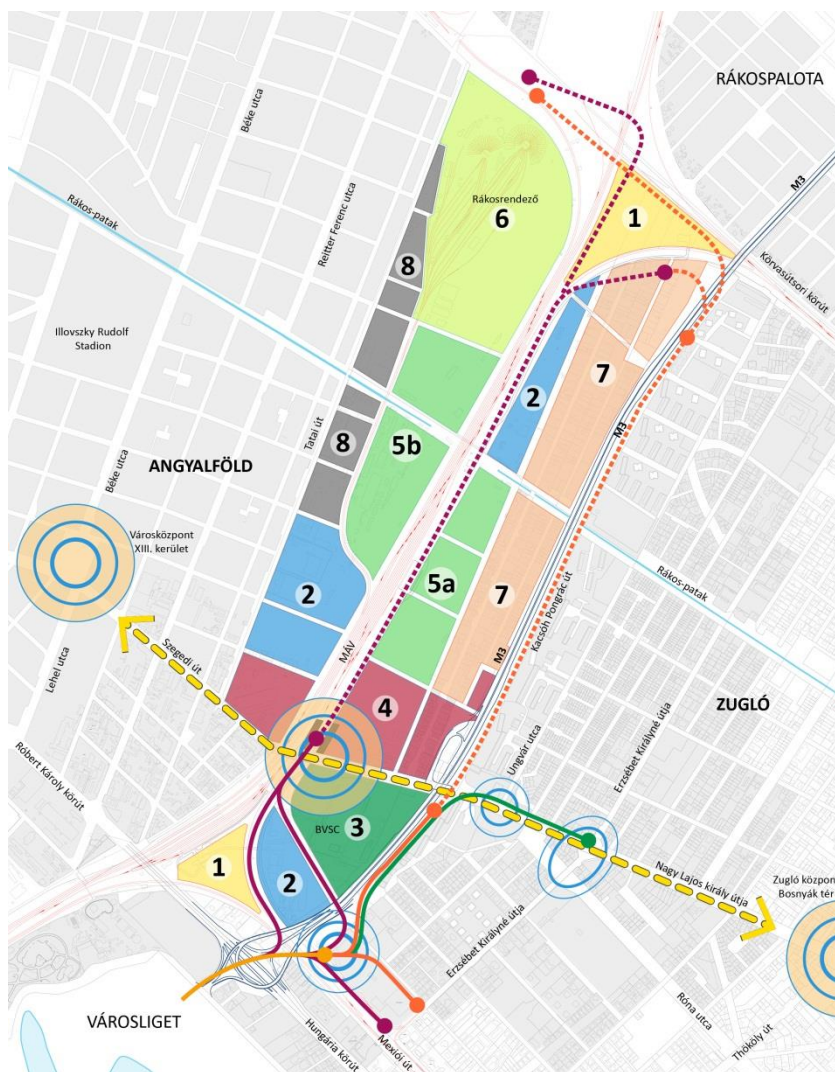 RÁKOSPALOTA
Béke utca
Rákos-patak
Reitter Ferenc utca
Rákosrendező
6
1
M3
Körvasútsori körút
8
Illovszky Rudolf
Stadion
Tatai út
2
7
M3
8
5b
ANGYALFÖLD
Béke utca
Városközpont
XIII. kerület
2
5a
7
Kacsóh Pongrác út
Rákos-patak
MÁV
M3
Szegedi út
Lehel utca
4
ZUGLÓ
Róbert Károly körút
Ungvár utca
Erzsébet Királyné útja
BVSC
3
1
2
Nagy Lajos király útja
Zugló közpon
Bosnyák tér
Erzsébet Királyné útja
VÁROSLIGET
Hungária körút
Mexiói út
Róna utca
Thököly út